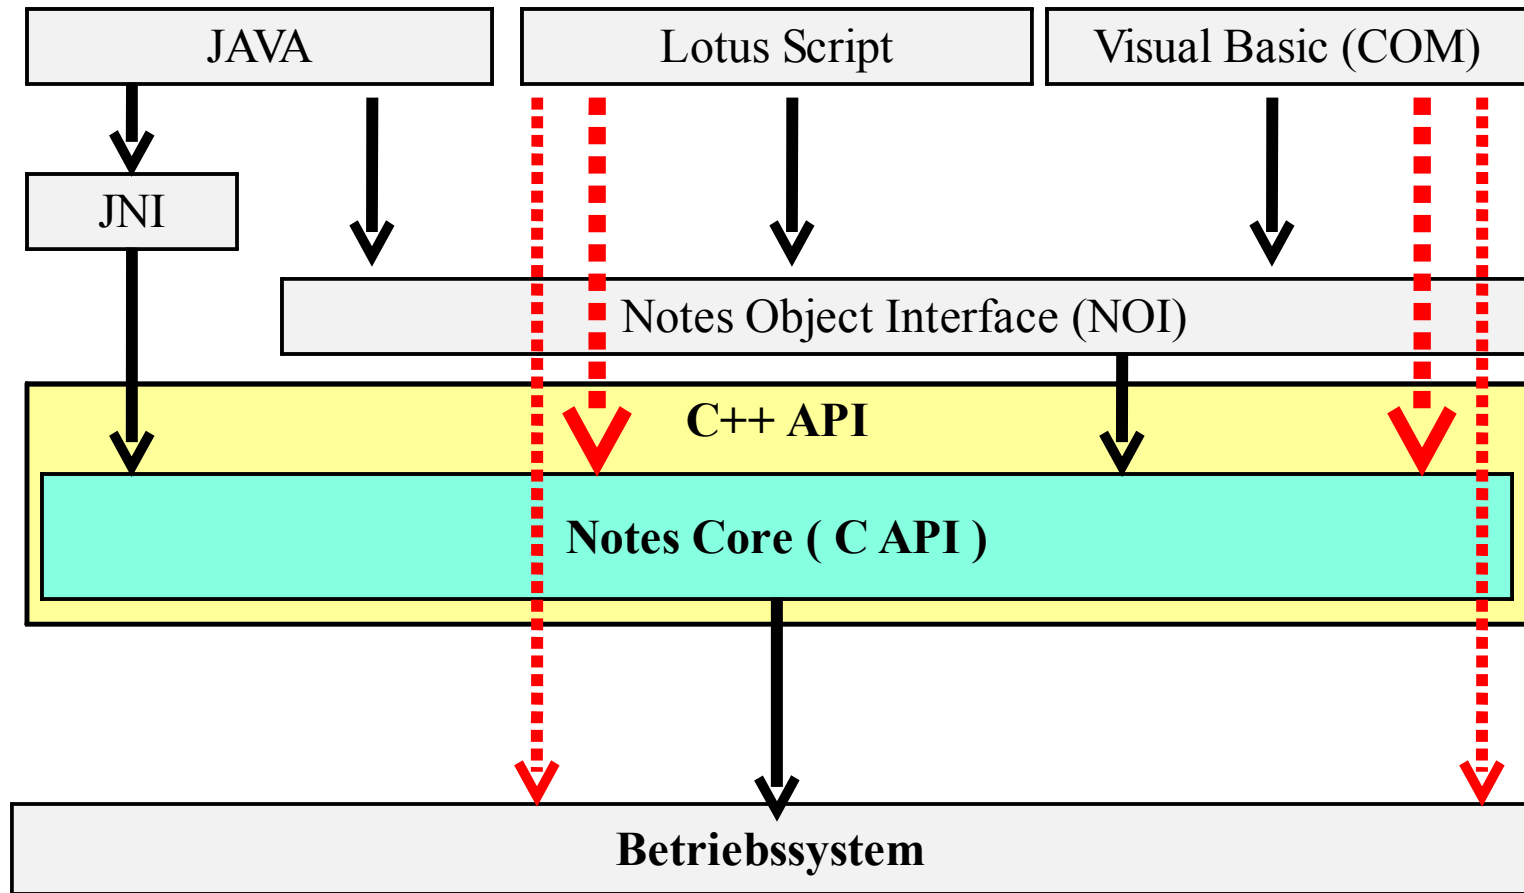 JAVA
Lotus Script
Visual Basic (COM)
JNI
Notes Object Interface (NOI)
C++ API
Notes Core ( C API )
Betriebssystem